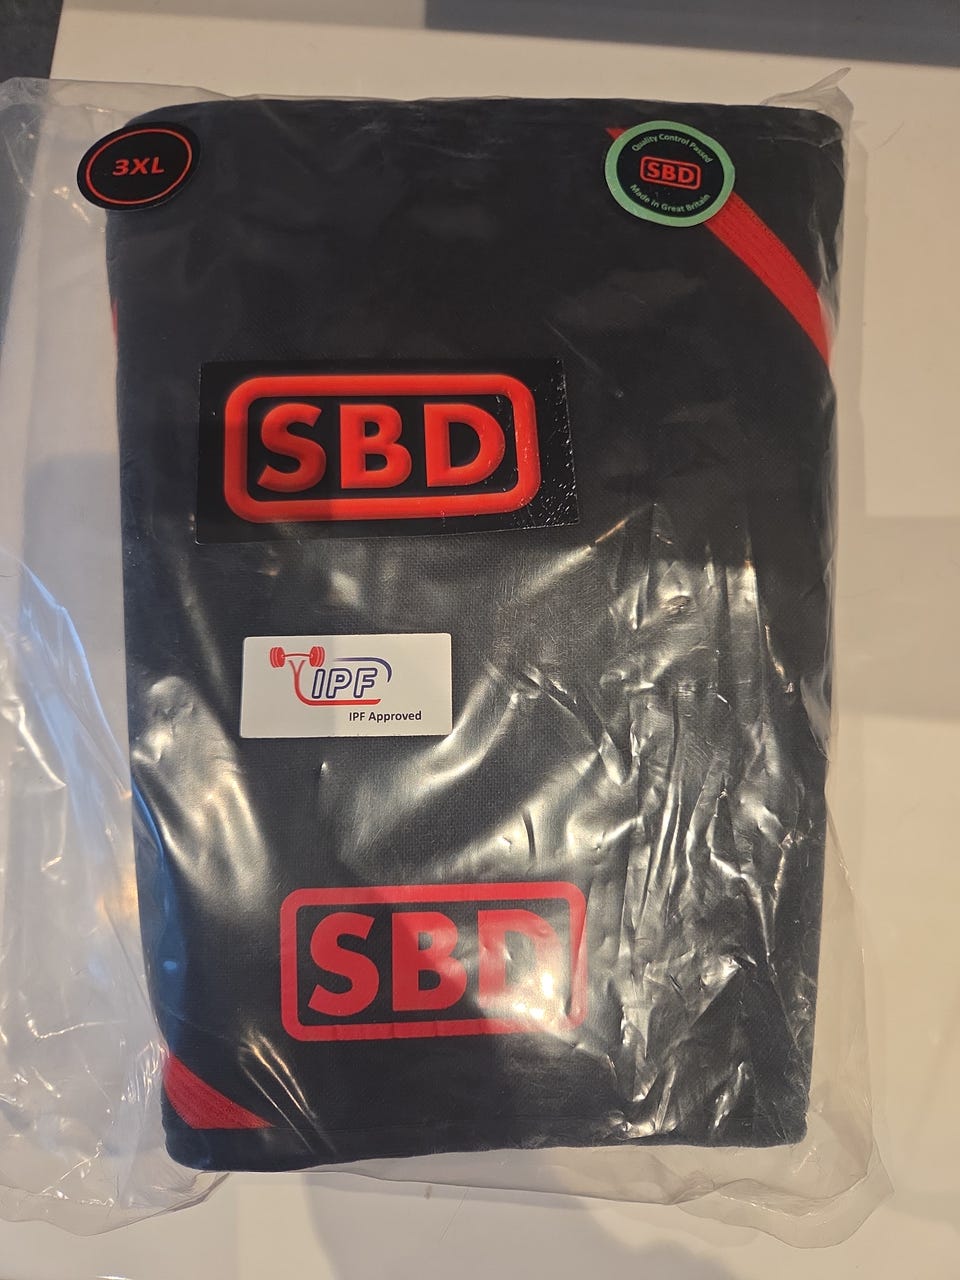 3XL
Quality Control Passed
SBD
Made in Great Britain
SBD
IPF
IPF Approved
SBD